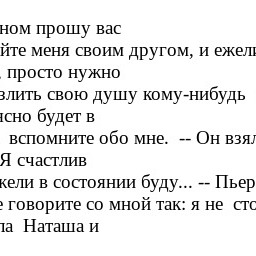 ном прошу вас
йте меня своим другом, и ежели
, просто нужно
злить свою душу кому-нибудь
ясно будет в
вспомните обо мне. -- Он взял
Я счастлив
жели в состоянии буду... -- Пьер
е говорите со мной так: я не сто
ла Наташа и